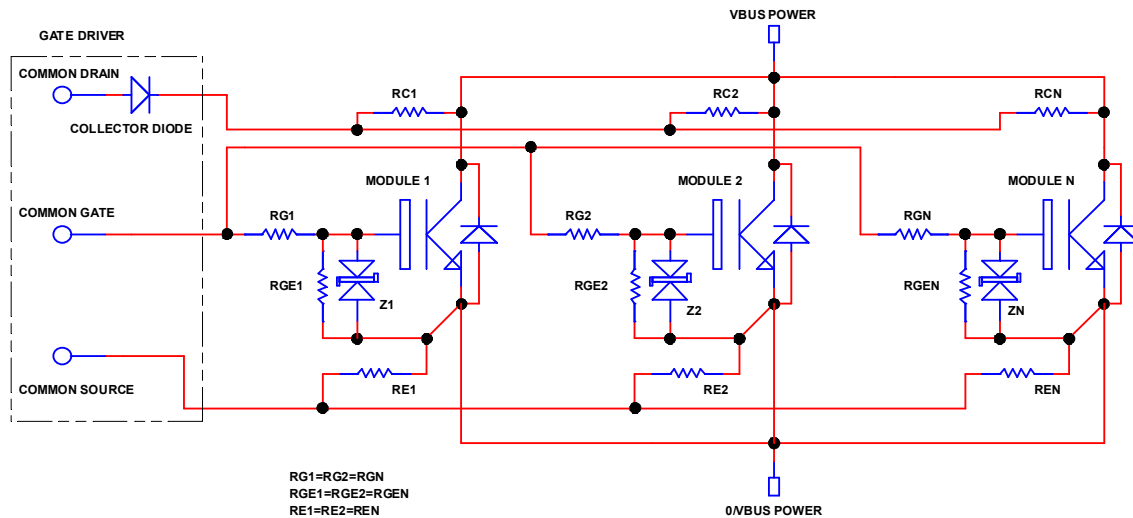 VBUS POWER
GATE DRIVER
COMMON DRAIN
COLLECTOR DIODE
RC1
RC2
RCN
MODULE 1
MODULE 2
MODULE N
COMMON GATE
RG1
RG2
RGN
RGE1
Z1
RGE2
Z2
RGEN
ZN
COMMON SOURCE
RE1
RE2
REN
RG1=RG2=RGN
RGE1=RGE2=RGEN
RE1=RE2=REN
0/VBUS POWER